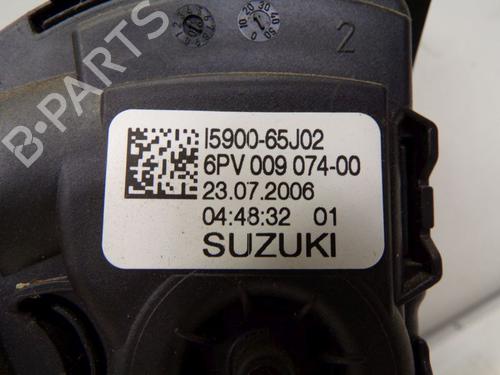 2
I5900-65J02
6PV 009 074-00
23.07.2006
04:48:32 01
SUZUKI
B-PARTS